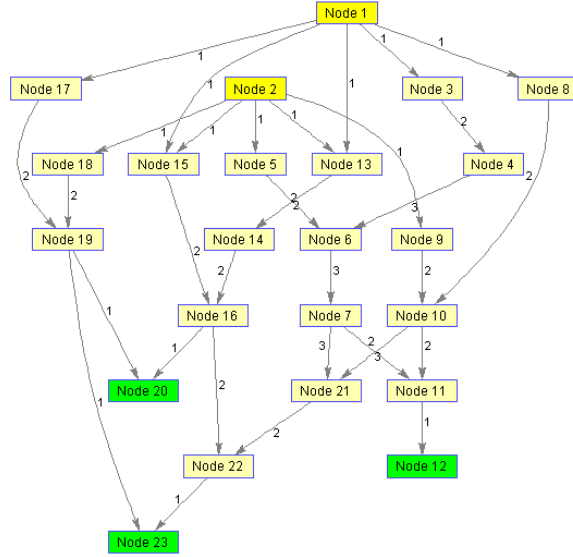 Node 1
1
1
1
1
1
Node 17
Node 2
Node 3
Node 8
1
1
1
1
1
2
Node 18
Node 15
Node 5
Node 13
Node 4
2
2
2
2
2
3
Node 19
Node 14
Node 6
Node 9
2
2
3
2
Node 16
Node 7
Node 10
1
1
3
2
3
2
Node 20
2
Node 21
Node 11
1
2
1
Node 22
Node 12
1
Node 23